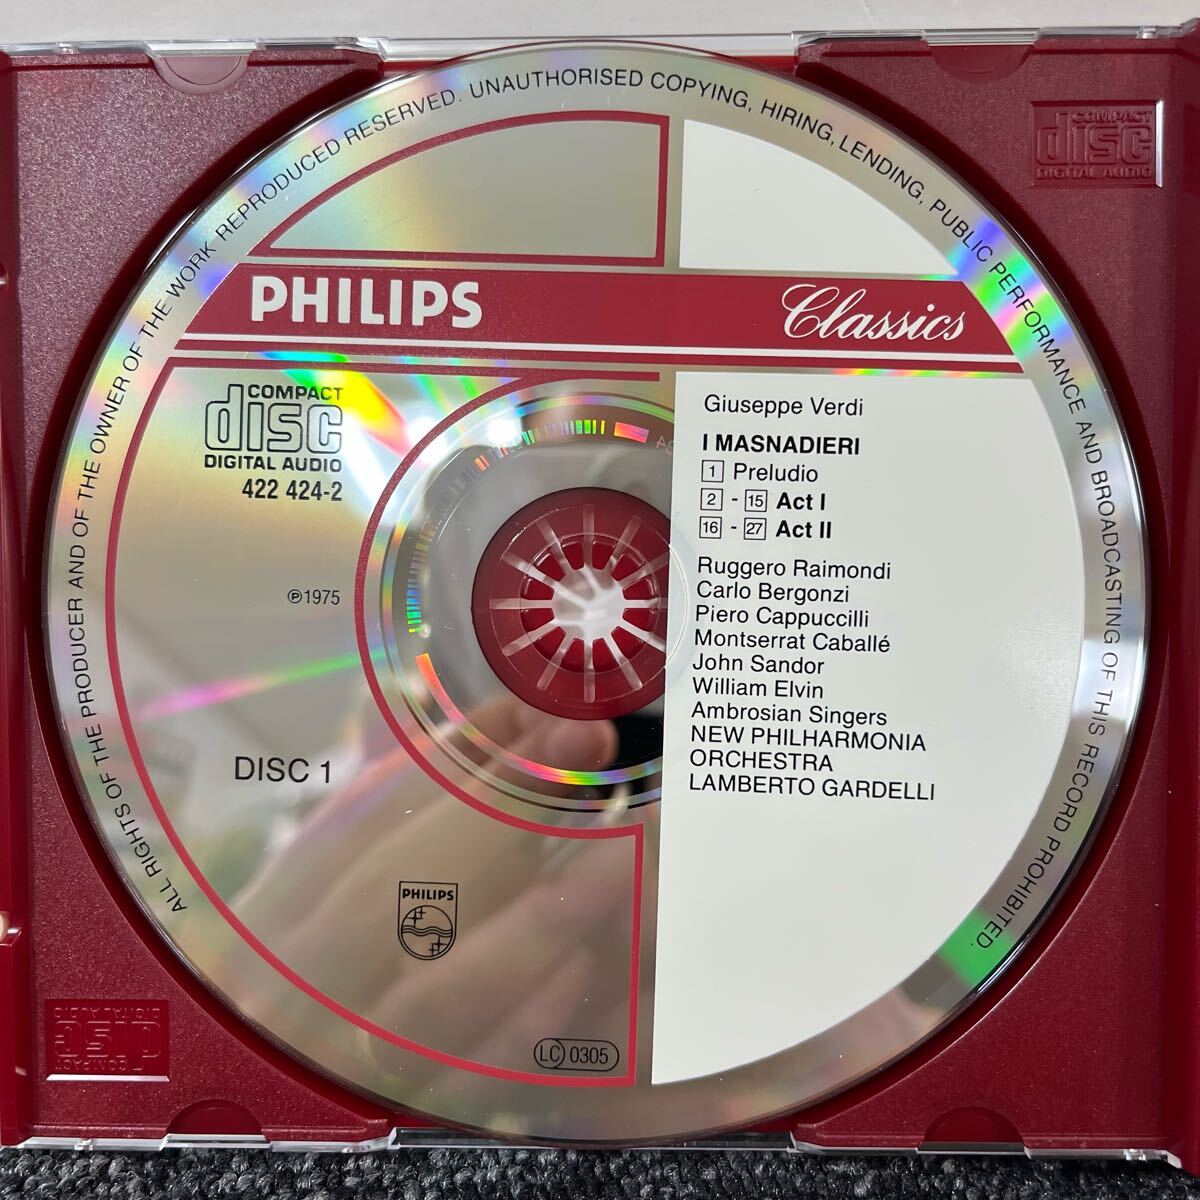 ALL RIGHTS OF THE PRODUCER AND OF THE OWNER OF THE WORK REPRODUCED RESERVED. UNAUTHORISED COPYING, HIRING, LENDING, PUBLIC PERFORMANCE AND BROADCASTING OF THIS RECORD PROHIBITED.
COMPACT
disc
DIGITAL AUDIO
PHILIPS
Classics
COMPACT
disc
DIGITAL AUDIO
422 424-2
℗1975
DISC 1
PHILIPS
LC 0305
Giuseppe Verdi
I MASNADIERI
1 Preludio
2 - 15 Act I
16 - 27 Act II
Ruggero Raimondi
Carlo Bergonzi
Piero Cappuccilli
Montserrat Caballé
John Sandor
William Elvin
Ambrosian Singers
NEW PHILHARMONIA
ORCHESTRA
LAMBERTO GARDELLI
COMPACT
disc
DIGITAL AUDIO